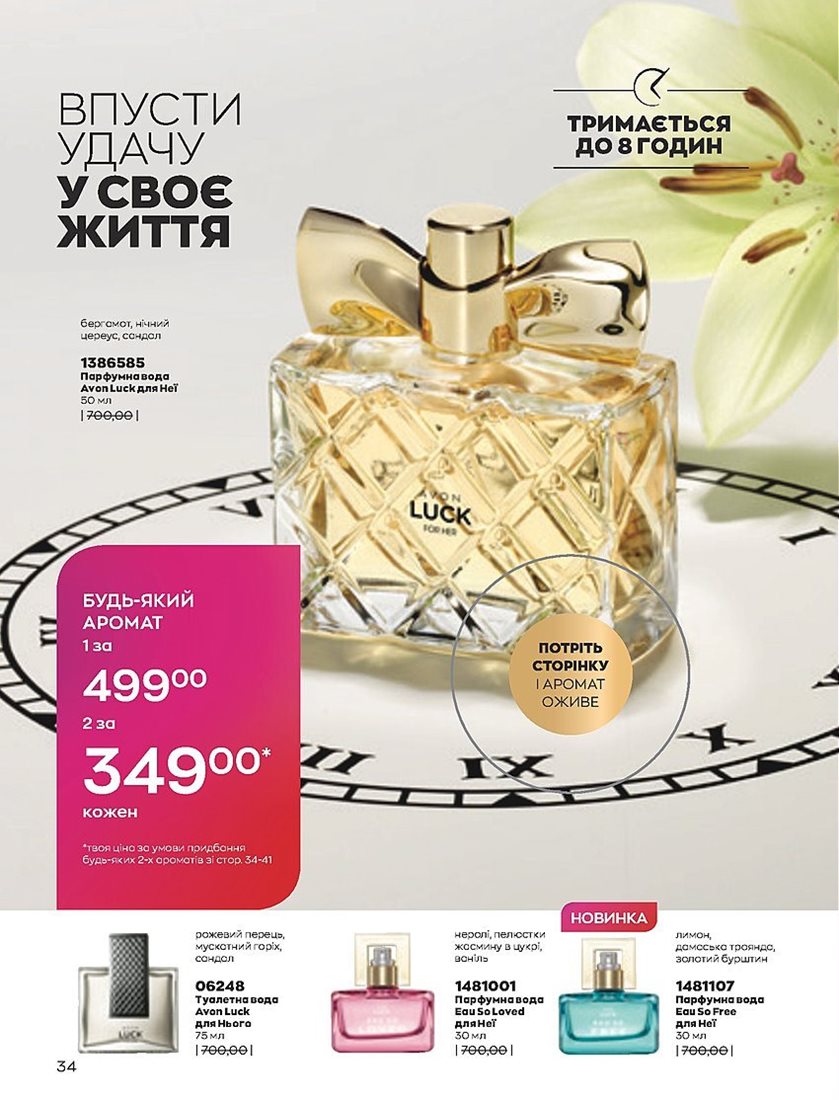 ВПУСТИ
УДАЧУ
У СВОЄ
ЖИТТЯ
ТРИМАЄТЬСЯ
ДО 8 ГОДИН
бергамот, нічний
цереус, сандал
1386585
Парфумна вода
Avon Luck для Неї
50 мл
|700,00|
AVON
LUCK
FOR HER
БУДЬ-ЯКИЙ
АРОМАТ
1 за
499⁰⁰
2 за
349⁰⁰*
кожен
*твоя ціна за умови придбання
будь-яких 2-х ароматів зі стор. 34-41
ПОТРІТЬ
СТОРІНКУ
І АРОМАТ
ОЖИВЕ
I
VIII
IX
X
XI
рожевий перець,
мускатний горіх,
сандал
06248
Туалетна вода
Avon Luck
для Нього
75 мл
|700,00|
LUCK
неролі, пелюстки
жасмину в цукрі,
ваніль
1481001
Парфумна вода
Eau So Loved
для Неї
30 мл
|700,00|
НОВИНКА
лимон,
дамаська троянда,
золотий бурштин
1481107
Парфумна вода
Eau So Free
для Неї
30 мл
|700,00|
34